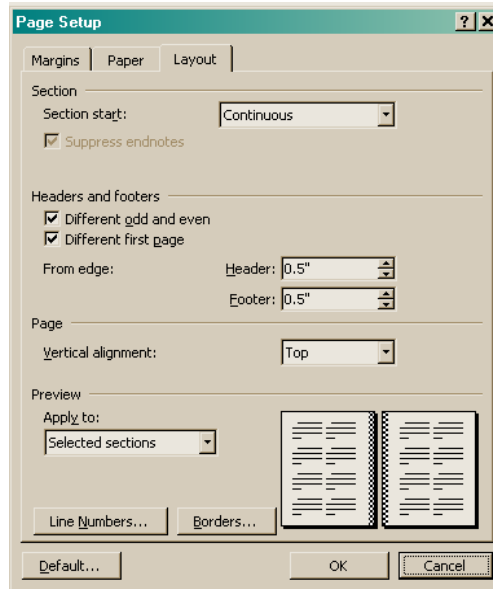 Page Setup
Margins Paper Layout
Section
Section start: Continuous
Suppress endnotes
Headers and footers
Different odd and even
Different first page
From edge: Header: 0.5"
Footer: 0.5"
Page
Vertical alignment: Top
Preview
Apply to:
Selected sections
Line Numbers... Borders...
Default... OK Cancel